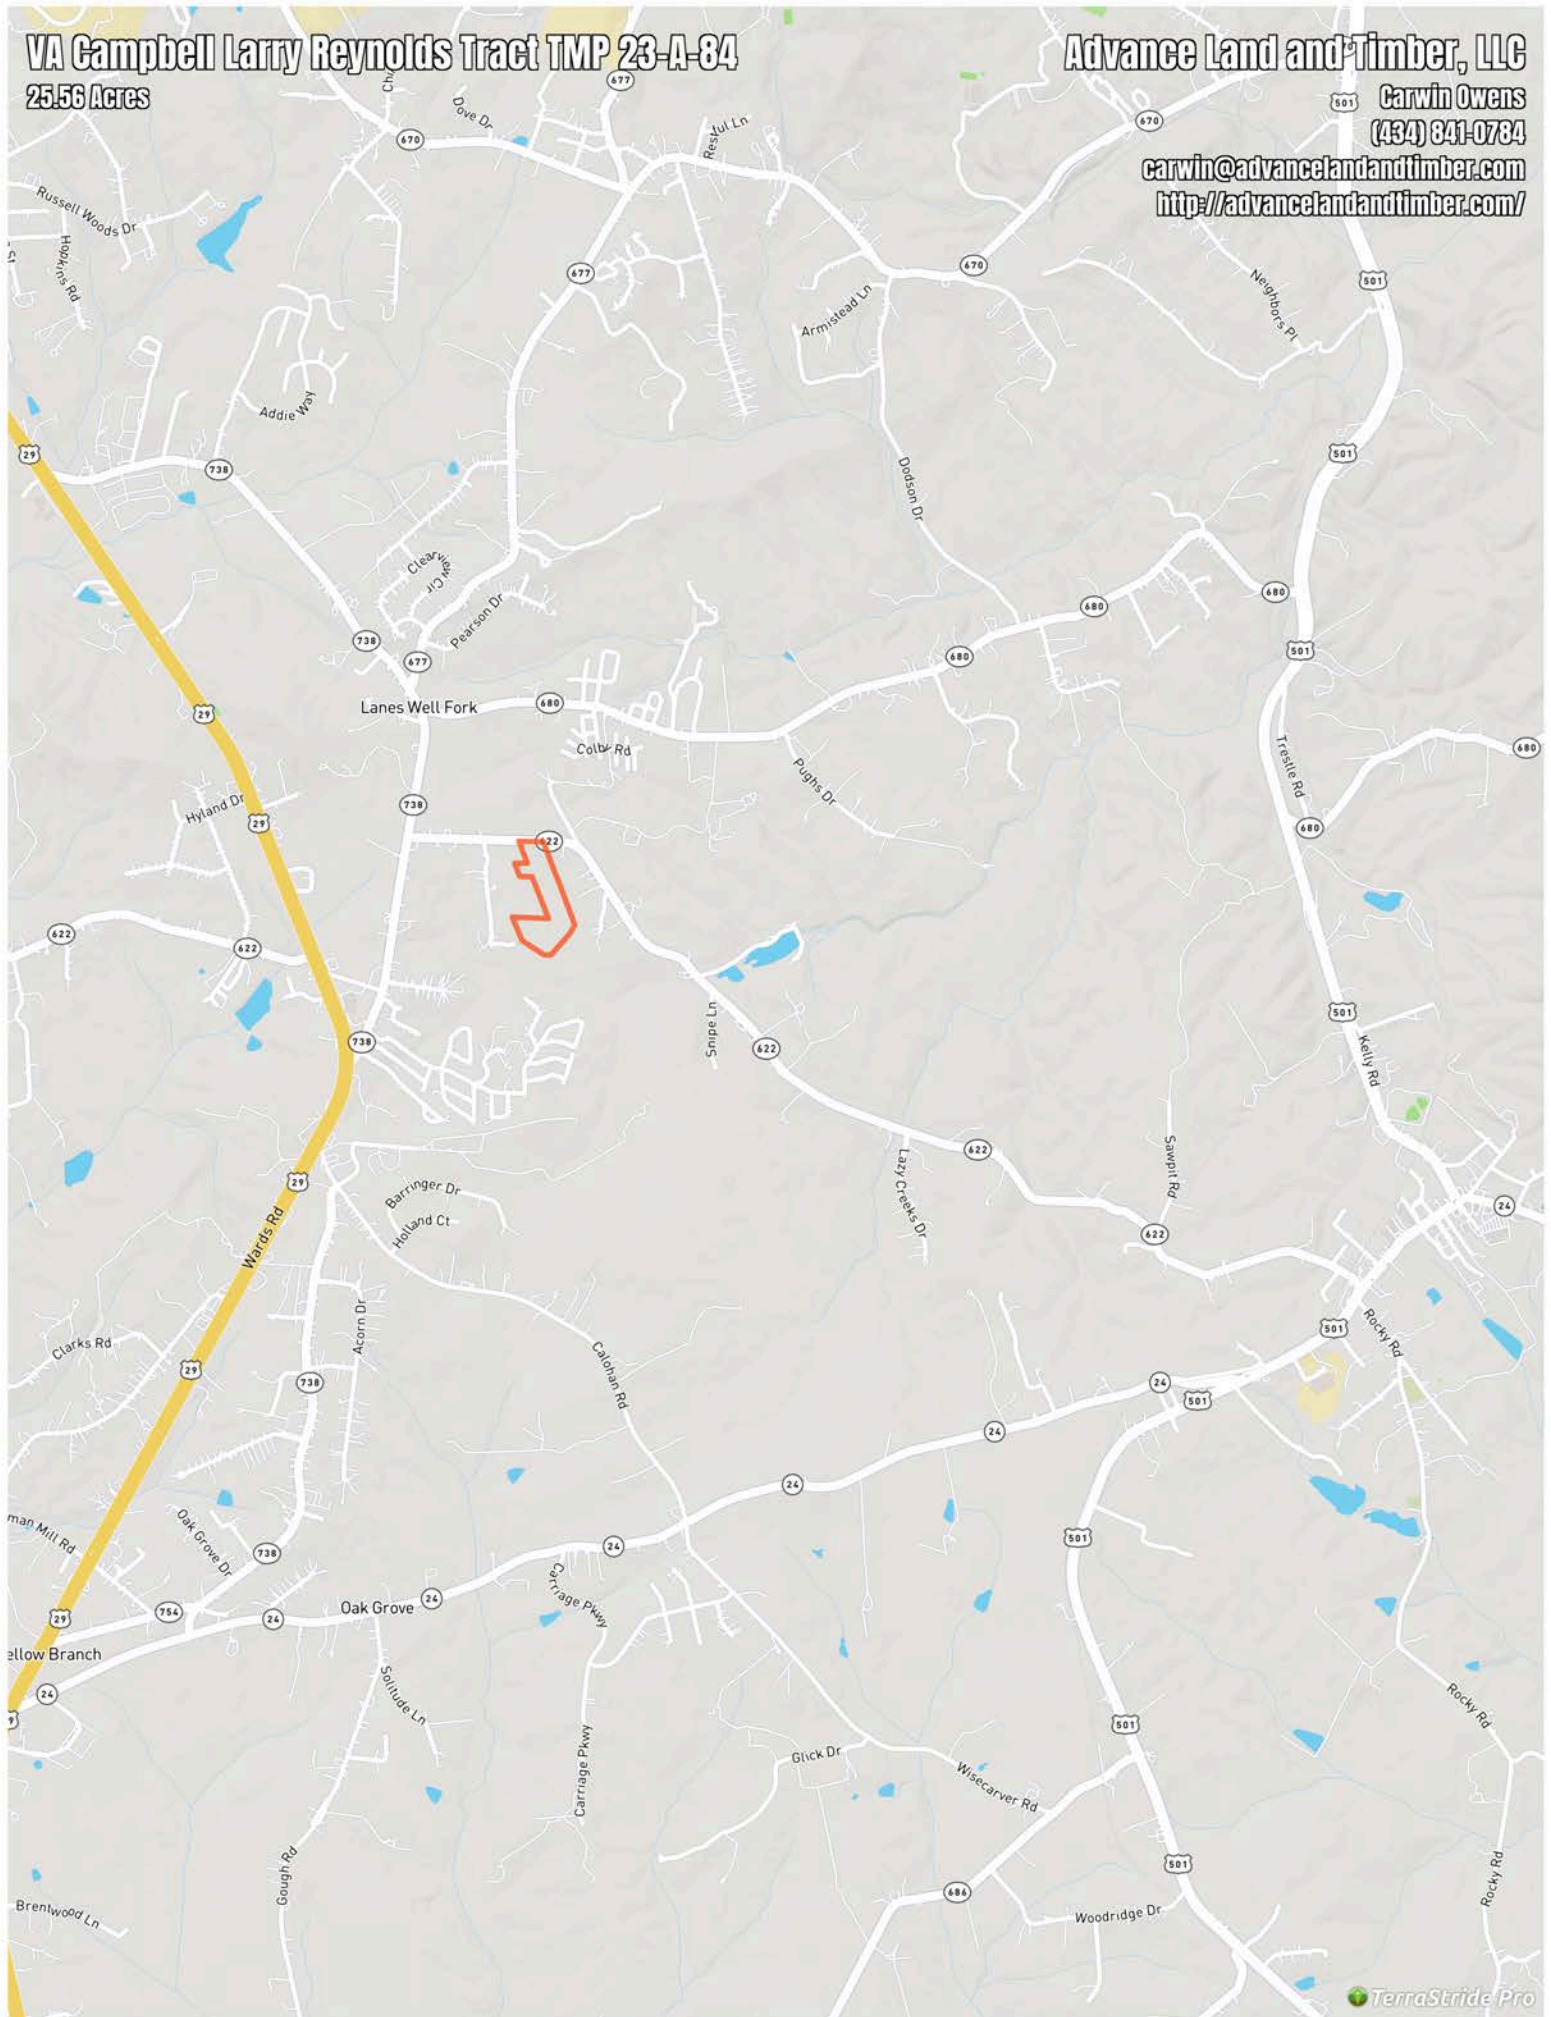 VA Campbell Larry Reynolds Tract TMP 23-A-84
25.56 Acres
Advance Land and Timber, LLC
Carwin Owens
(434) 841-0784
carwin@advancelandandtimber.com
http://advancelandandtimber.com/
677
501
670
Dove Dr
670
Restful Ln
Russell Woods Dr
Hopkins Rd
677
670
501
Neighbors Pl
Armistead Ln
Addie Way
29
738
501
Dodson Dr
Clearview Cir
Pearson Dr
680
680
738
677
680
501
Lanes Well Fork
680
29
Colby Rd
680
Trestle Rd
Pughs Dr
738
Hyland Dr
29
680
622
622
622
501
Snipe Ln
738
622
Kelly Rd
622
Sawpit Rd
Lazy Creeks Dr
29
Barringer Dr
Holland Ct
24
Wards Rd
622
Acorn Dr
501
Rocky Rd
Clarks Rd
29
Calohan Rd
738
24
501
24
24
man Mill Rd
Oak Grove Dr
738
24
501
Carriage Pkwy
24
Oak Grove
754
29
24
ellow Branch
24
Solitude Ln
9
501
Rocky Rd
Glick Dr
Carriage Pkwy
Wisecarver Rd
501
Gough Rd
Rocky Rd
686
Woodridge Dr
Brentwood Ln
TerraStride Pro